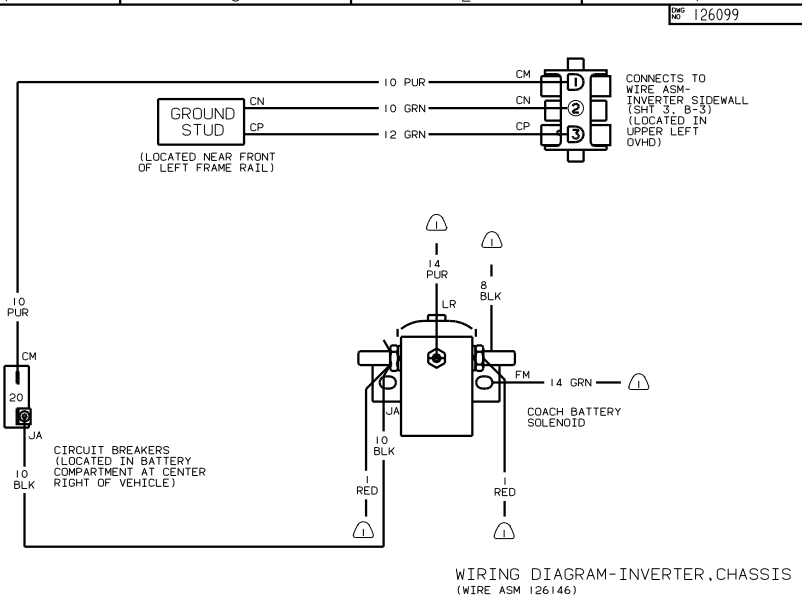 DWG NO 126099
10 PUR
CM
1
CN
10 GRN
CN
2
CP
12 GRN
CP
3
GROUND
STUD
(LOCATED NEAR FRONT
OF LEFT FRAME RAIL)
CONNECTS TO
WIRE ASM-
INVERTER SIDEWALL
(SHT 3, B-3)
(LOCATED IN
UPPER LEFT
OVHD)
1
1
14
PUR
8
BLK
LR
10
PUR
CM
20
JA
10
BLK
CIRCUIT BREAKERS
(LOCATED IN BATTERY
COMPARTMENT AT CENTER
RIGHT OF VEHICLE)
JA
10
BLK
FM
14 GRN
1
COACH BATTERY
SOLENOID
1
RED
1
1
RED
1
WIRING DIAGRAM-INVERTER,CHASSIS
(WIRE ASM 126146)